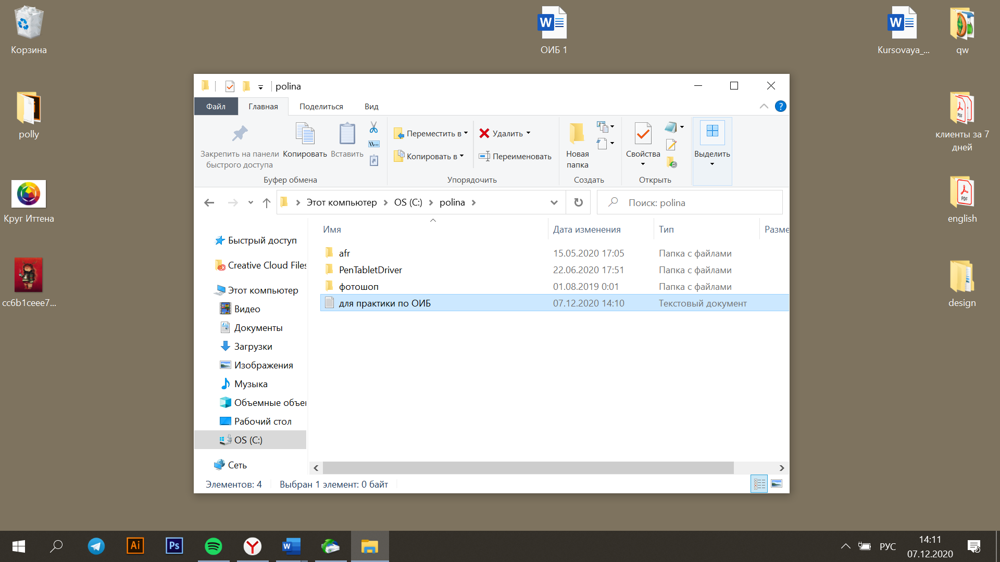 Корзина
ОИБ 1
Kursovaya_...
qw
polly
клиенты за 7
дней
Круг Иттена
english
cc6b1ceee7...
design
polina
Файл
Главная
Поделиться
Вид
?
Закрепить на панели
быстрого доступа
Копировать
Вставить
Переместить в
Копировать в
Удалить
Переименовать
Новая
папка
Свойства
Выделить
Буфер обмена
Упорядочить
Создать
Открыть
Этот компьютер
OS (C:)
polina
Поиск: polina
Быстрый доступ
Creative Cloud Files
Этот компьютер
Видео
Документы
Загрузки
Изображения
Музыка
Объемные объе
Рабочий стол
OS (C:)
Сеть
Имя Дата изменения Тип Разме
afr 15.05.2020 17:05 Папка с файлами
PenTabletDriver 22.06.2020 17:51 Папка с файлами
фотошоп 01.08.2019 0:01 Папка с файлами
для практики по ОИБ 07.12.2020 14:10 Текстовый документ
Элементов: 4
Выбран 1 элемент: 0 байт
Ai
Ps
W
РУС
14:11
07.12.2020